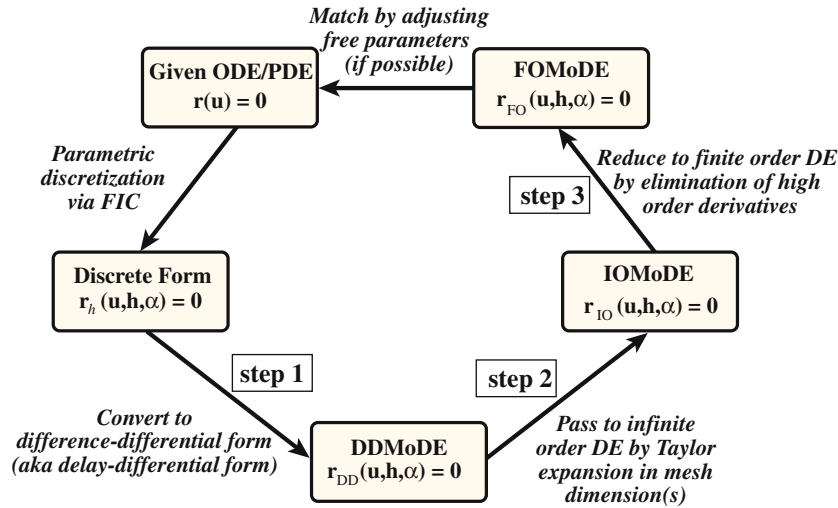 Match by adjusting
free parameters
(if possible)
Given ODE/PDE
r(u) = 0
FOMoDE
r_FO (u,h,α) = 0
Parametric
discretization
via FIC
Reduce to finite order DE
by elimination of high
order derivatives
step 3
Discrete Form
r_h (u,h,α) = 0
IOMoDE
r_IO (u,h,α) = 0
step 1
step 2
Convert to
difference-differential form
(aka delay-differential form)
DDMoDE
r_DD(u,h,α) = 0
Pass to infinite
order DE by Taylor
expansion in mesh
dimension(s)